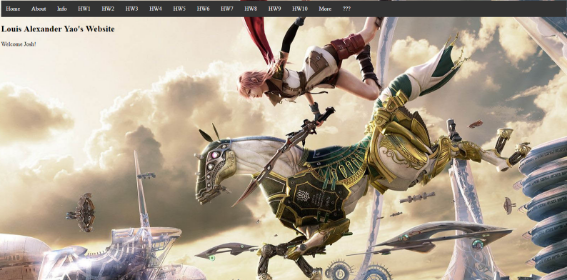 Home About Info HW1 HW2 HW3 HW4 HW5 HW6 HW7 HW8 HW9 HW10 More ???
Louis Alexander Yao's Website
Welcome Josh!